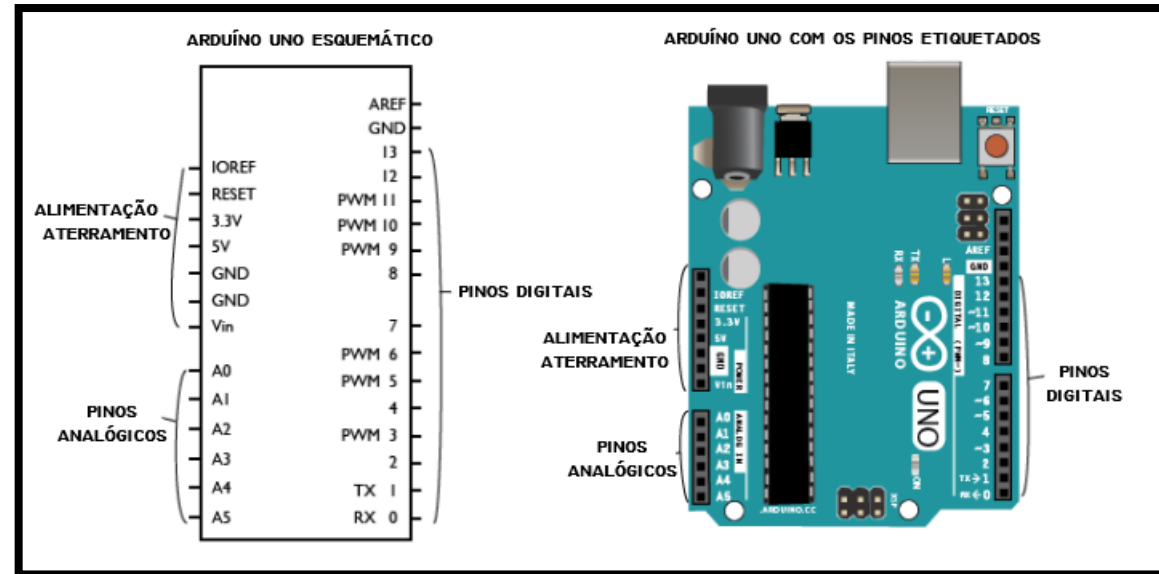 ARDUÍNO UNO ESQUEMÁTICO
AREF
GND
13
12
PWM 11
PWM 10
PWM 9
8
7
PWM 6
PWM 5
4
PWM 3
2
TX 1
RX 0
IOREF
RESET
3.3V
5V
GND
GND
Vin
A0
A1
A2
A3
A4
A5
ALIMENTAÇÃO
ATERRAMENTO
PINOS
ANALÓGICOS
PINOS DIGITAIS
ARDUÍNO UNO COM OS PINOS ETIQUETADOS
RESET
AREF
GND
13
12
~11
~10
~9
8
7
~6
~5
4
~3
2
TX→1
RX←0
DIGITAL (PWM~)
RX
TX
L
ARDUINO
UNO
ON
MADE IN ITALY
IOREF
RESET
3.3V
5V
GND
Vin
POWER
A0
A1
A2
A3
A4
A5
ANALOG IN
ARDUINO.CC
ALIMENTAÇÃO
ATERRAMENTO
PINOS
ANALÓGICOS
PINOS
DIGITAIS